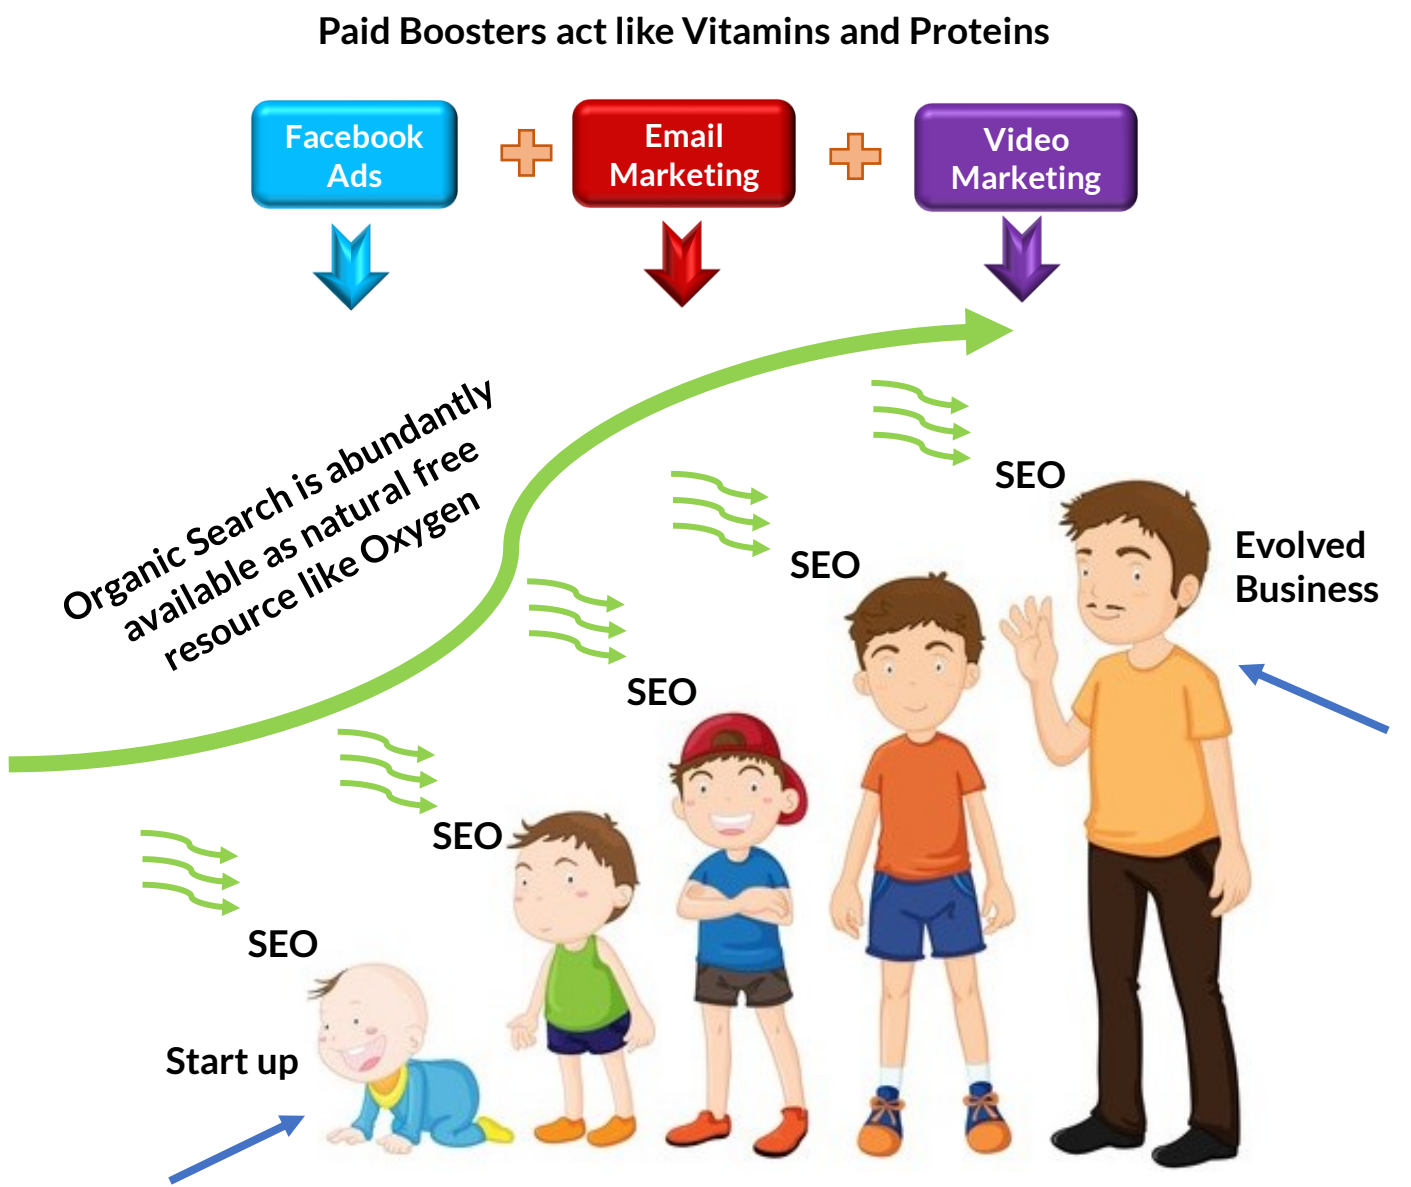 Paid Boosters act like Vitamins and Proteins
Facebook
Ads
Email
Marketing
Video
Marketing
Organic Search is abundantly
available as natural free
resource like Oxygen
SEO
Evolved
Business
SEO
SEO
SEO
SEO
Start up